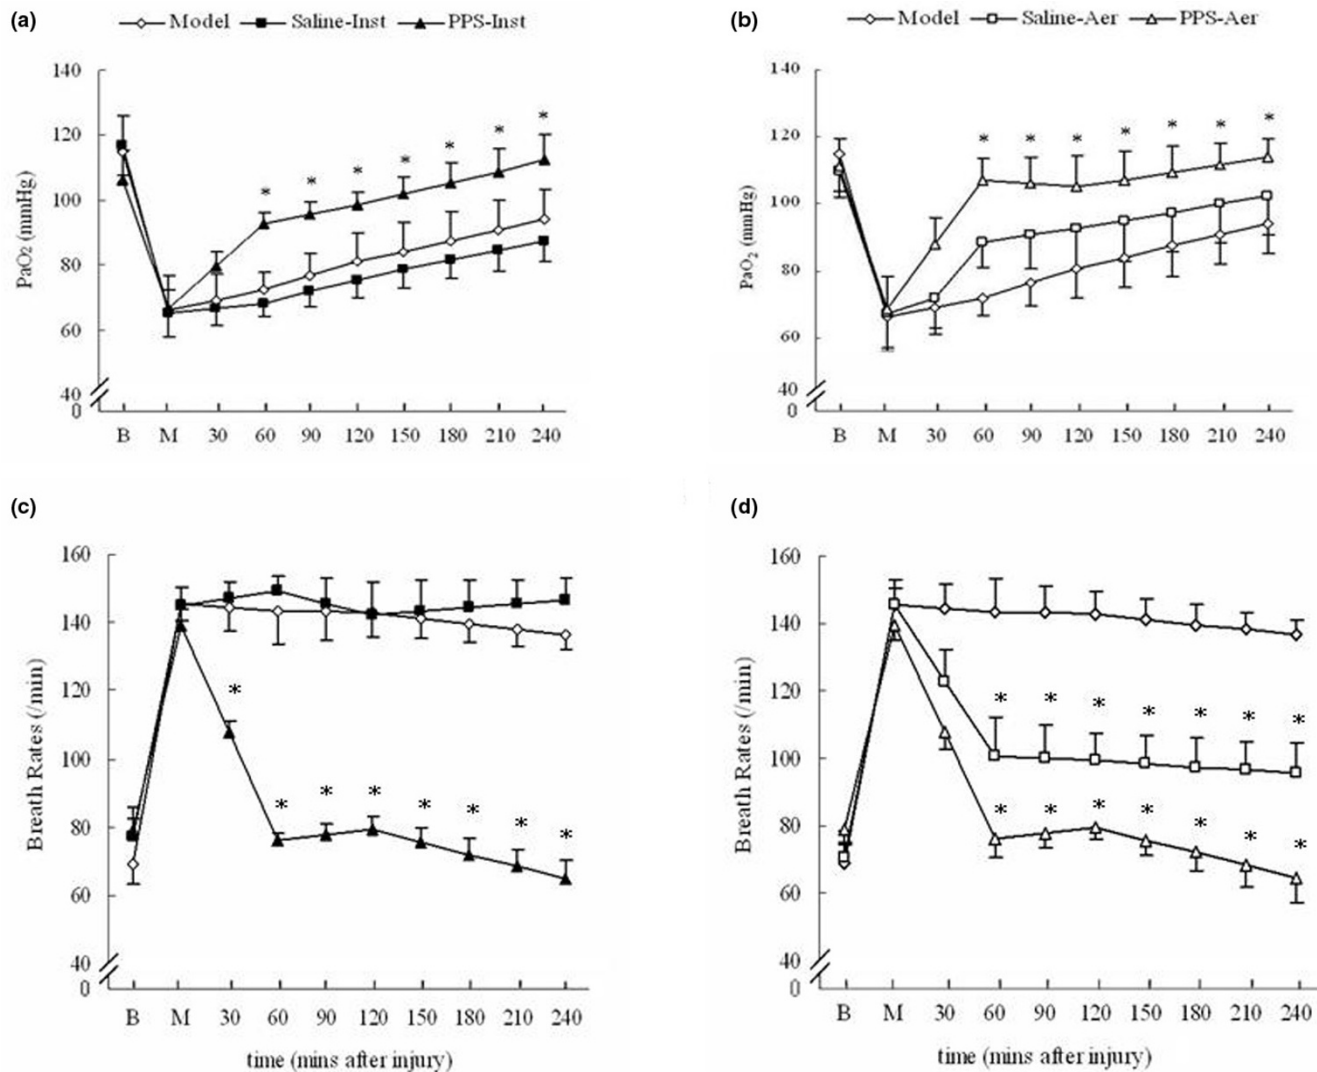 (a)
Model Saline-Inst PPS-Inst
PaO2 (mmHg)
140
120
100
80
60
40
0
* * * * * * *
B M 30 60 90 120 150 180 210 240
(b)
Model Saline-Aer PPS-Aer
PaO2 (mmHg)
140
120
100
80
60
40
0
* * * * * * *
B M 30 60 90 120 150 180 210 240
(c)
Breath Rates (/min)
160
140
120
100
80
60
40
0
* * * * * * * *
B M 30 60 90 120 150 180 210 240
time (mins after injury)
(d)
Breath Rates (/min)
160
140
120
100
80
60
40
0
* * * * * * *
* * * * * * *
B M 30 60 90 120 150 180 210 240
time (mins after injury)